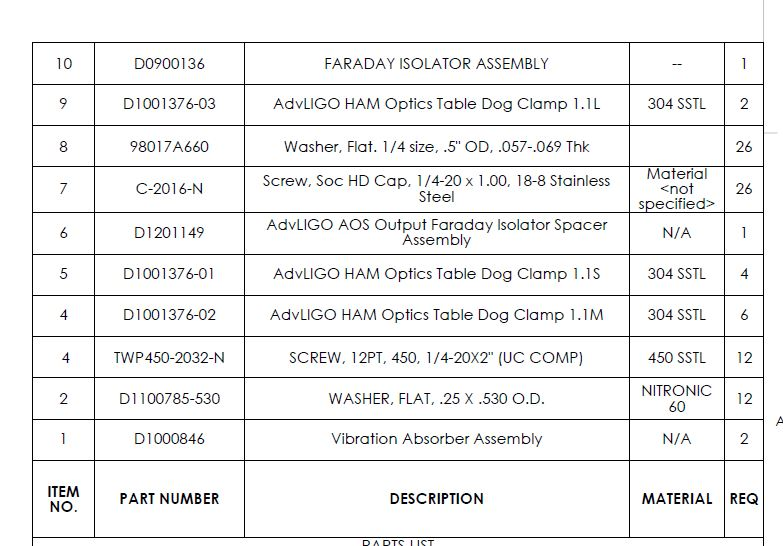 10 D0900136 FARADAY ISOLATOR ASSEMBLY -- 1
9 D1001376-03 AdvLIGO HAM Optics Table Dog Clamp 1.1L 304 SSTL 2
8 98017A660 Washer, Flat. 1/4 size, .5" OD, .057-.069 Thk 26
7 C-2016-N Screw, Soc HD Cap, 1/4-20 x 1.00, 18-8 Stainless
Steel
Material
<not
specified>
26
6 D1201149 AdvLIGO AOS Output Faraday Isolator Spacer
Assembly
N/A 1
5 D1001376-01 AdvLIGO HAM Optics Table Dog Clamp 1.1S 304 SSTL 4
4 D1001376-02 AdvLIGO HAM Optics Table Dog Clamp 1.1M 304 SSTL 6
4 TWP450-2032-N SCREW, 12PT, 450, 1/4-20X2" (UC COMP) 450 SSTL 12
2 D1100785-530 WASHER, FLAT, .25 X .530 O.D. NITRONIC
60
12
1 D1000846 Vibration Absorber Assembly N/A 2
ITEM
NO.
PART NUMBER DESCRIPTION MATERIAL REQ
PARTS LIST